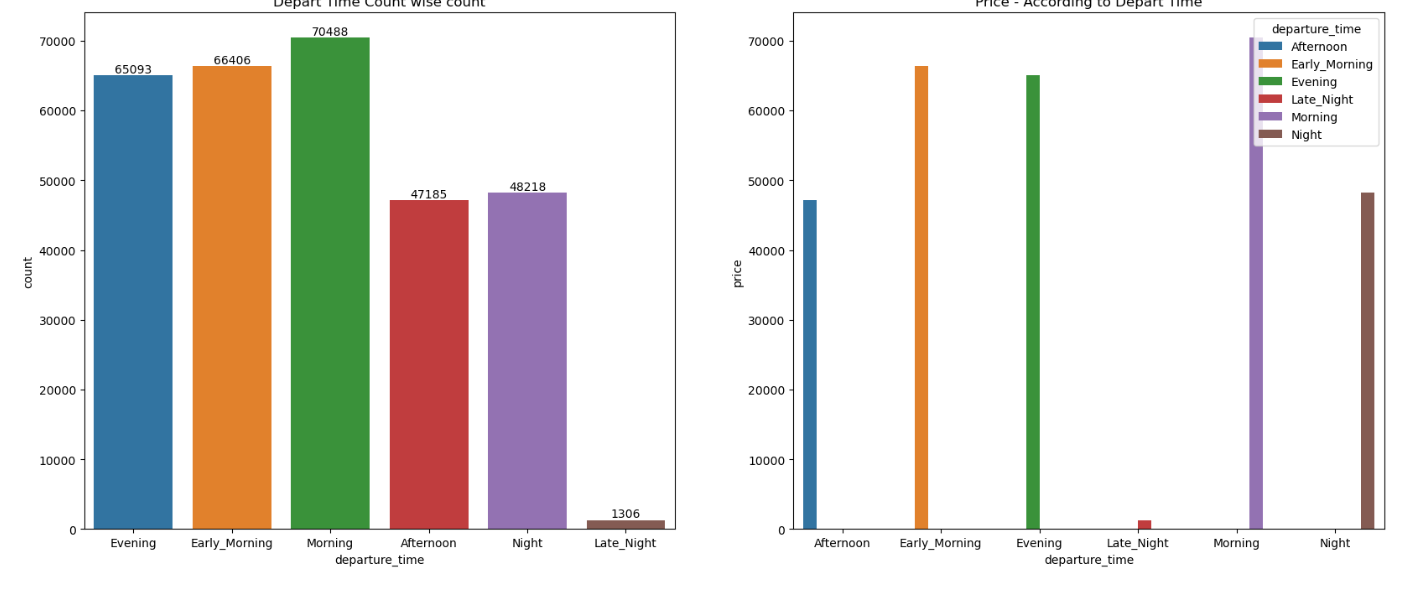 Depart Time Count wise count
70000
60000
50000
40000
30000
20000
10000
0
count
65093
66406
70488
47185
48218
1306
Evening
Early_Morning
Morning
Afternoon
Night
Late_Night
departure_time
Price - According to Depart Time
70000
60000
50000
40000
30000
20000
10000
0
price
departure_time
Afternoon
Early_Morning
Evening
Late_Night
Morning
Night
Afternoon
Early_Morning
Evening
Late_Night
Morning
Night
departure_time